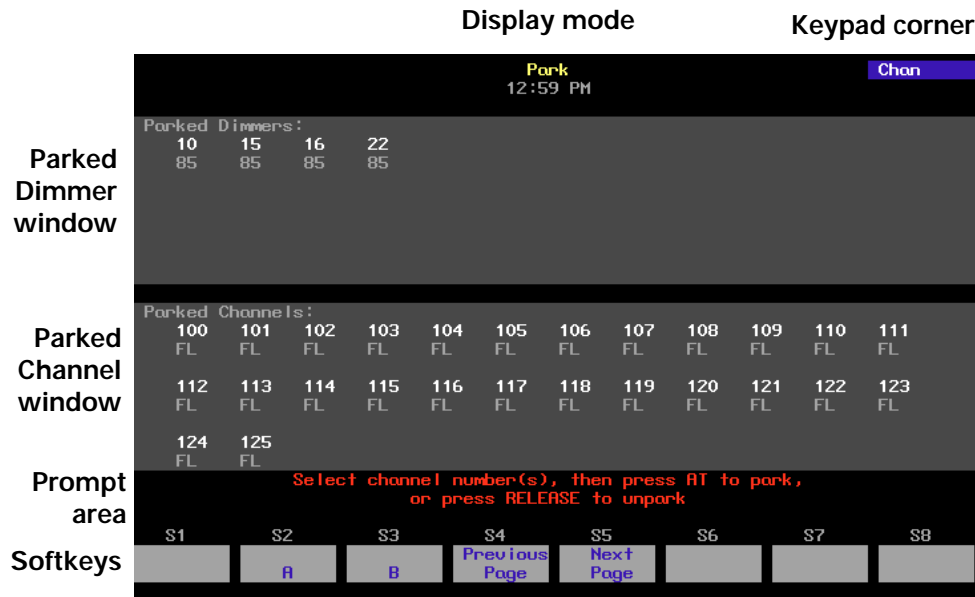 Display mode
Keypad corner
Park
Chan
12:59 PM
Parked Dimmer window
Parked Dimmers:
10 15 16 22
85 85 85 85
Parked Channel window
Parked Channels:
100 101 102 103 104 105 106 107 108 109 110 111
FL FL FL FL FL FL FL FL FL FL FL FL
112 113 114 115 116 117 118 119 120 121 122 123
FL FL FL FL FL FL FL FL FL FL FL FL
124 125
FL FL
Prompt area
Select channel number(s), then press AT to park,
or press RELEASE to unpark
Softkeys
S1 S2 S3 S4 S5 S6 S7 S8
Previous Next
A B Page Page